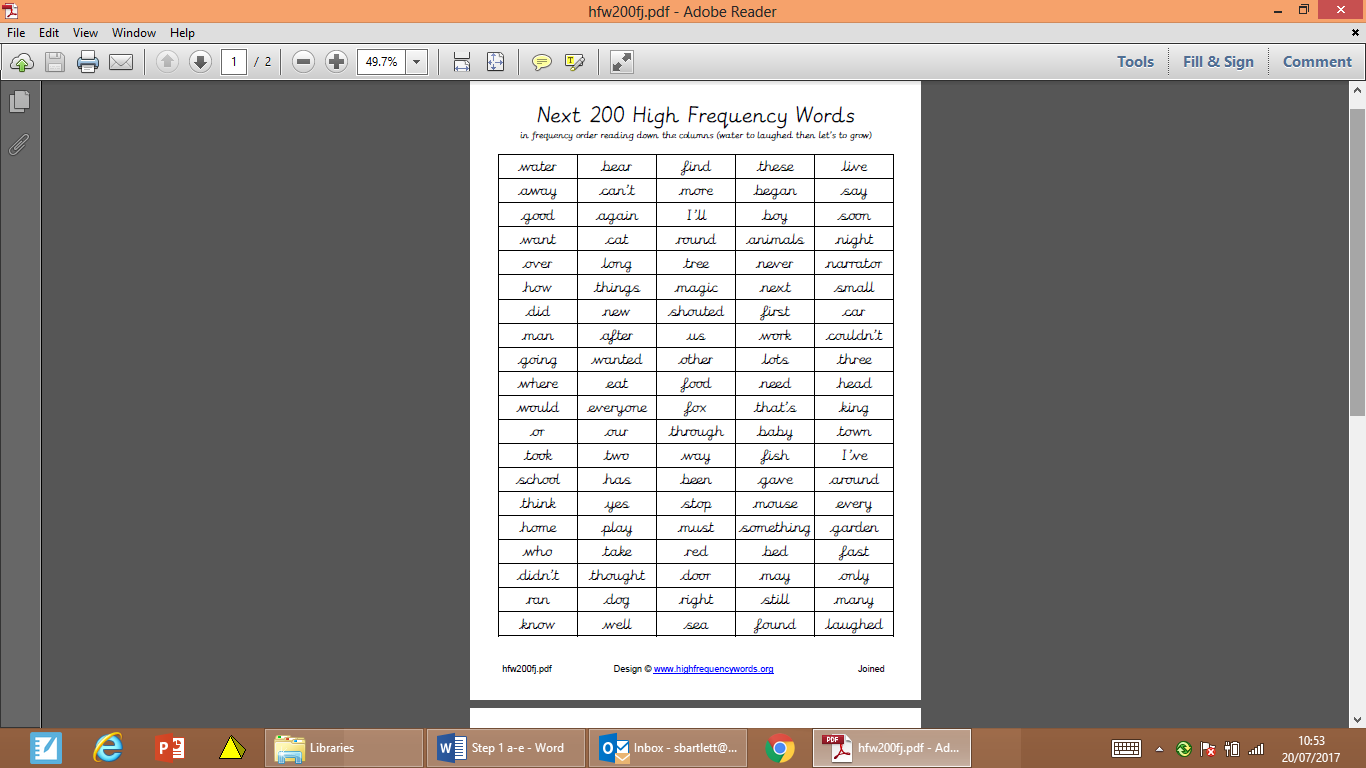 hfw200fj.pdf - Adobe Reader
File Edit View Window Help
1 / 2 49.7% Tools Fill & Sign Comment
Next 200 High Frequency Words
in frequency order reading down the columns (water to laughed then let's to grow)
water bear find these live
away can't more began say
good again I'll boy soon
want cat round animals night
over long tree never narrator
how things magic next small
did new shouted first car
man after us work couldn't
going wanted other lots three
where eat food need head
would everyone fox that's king
or our through baby town
took two way fish I've
school has been gave around
think yes stop mouse every
home play must something garden
who take red bed fast
didn't thought door may only
ran dog right still many
know well sea found laughed
hfw200fj.pdf Design © www.highfrequencywords.org Joined
Libraries Step 1 a-e - Word Inbox - sbartlett@... hfw200fj.pdf - Ad... 10:53
20/07/2017